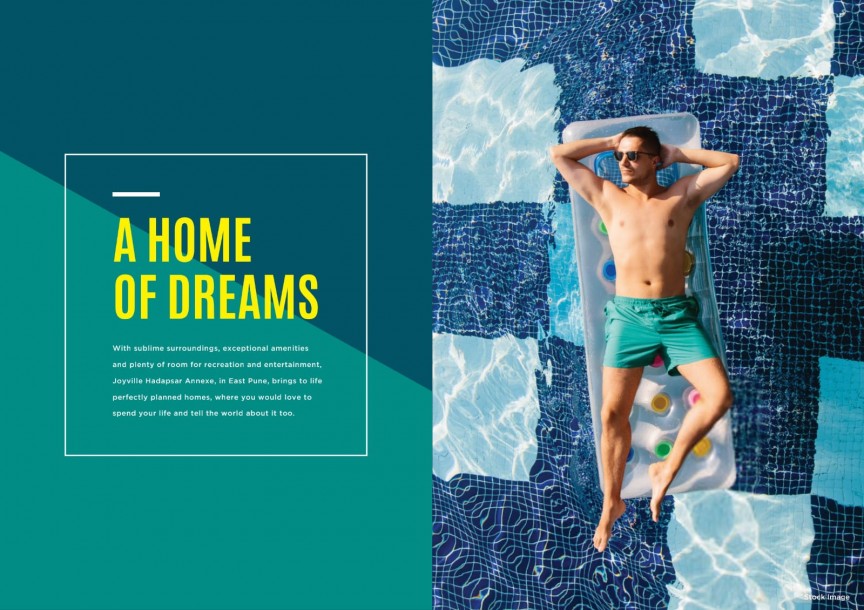 A HOME
OF DREAMS
With sublime surroundings, exceptional amenities
and plenty of room for recreation and entertainment,
Joyville Hadapsar Annexe, in East Pune, brings to life
perfectly planned homes, where you would love to
spend your life and tell the world about it too.
Stock Image